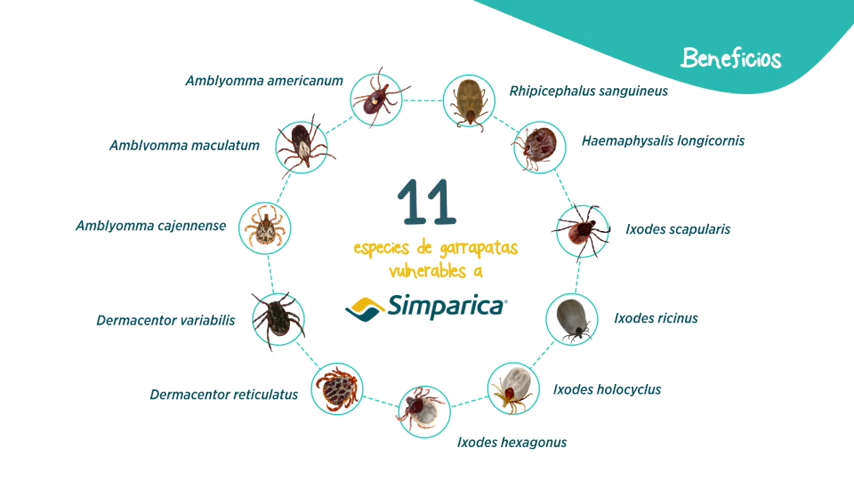 Beneficios
Amblyomma americanum
Rhipicephalus sanguineus
Amblyomma maculatum
Haemaphysalis longicornis
Amblyomma cajennense
Ixodes scapularis
11
especies de garrapatas
vulnerables a
Simparica®
Dermacentor variabilis
Ixodes ricinus
Dermacentor reticulatus
Ixodes holocyclus
Ixodes hexagonus